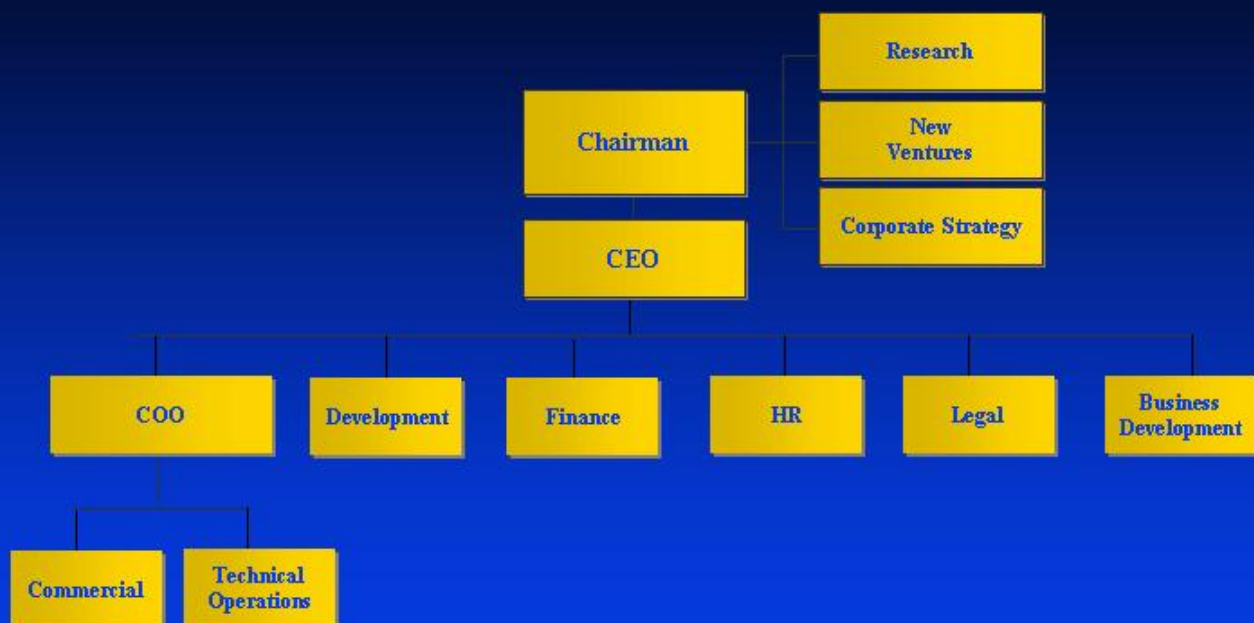 Research
Chairman
New
Ventures
Corporate Strategy
CEO
COO
Development
Finance
HR
Legal
Business
Development
Commercial
Technical
Operations